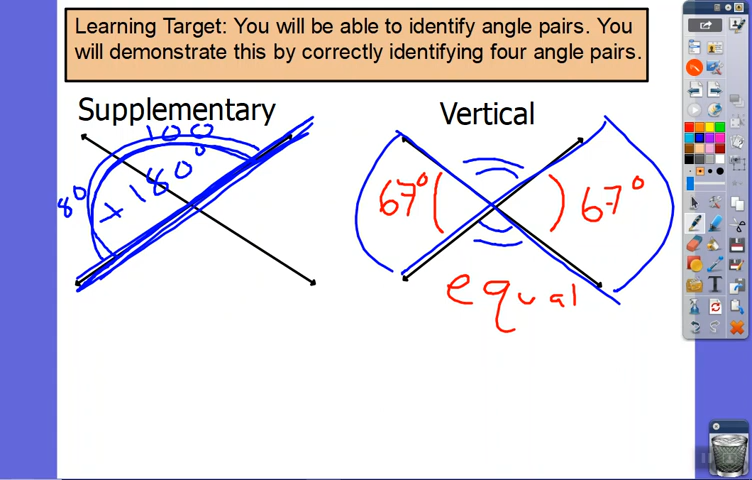 Learning Target: You will be able to identify angle pairs. You
will demonstrate this by correctly identifying four angle pairs.
Supplementary
Vertical
100
80
+ 180°
67°
67°
equal